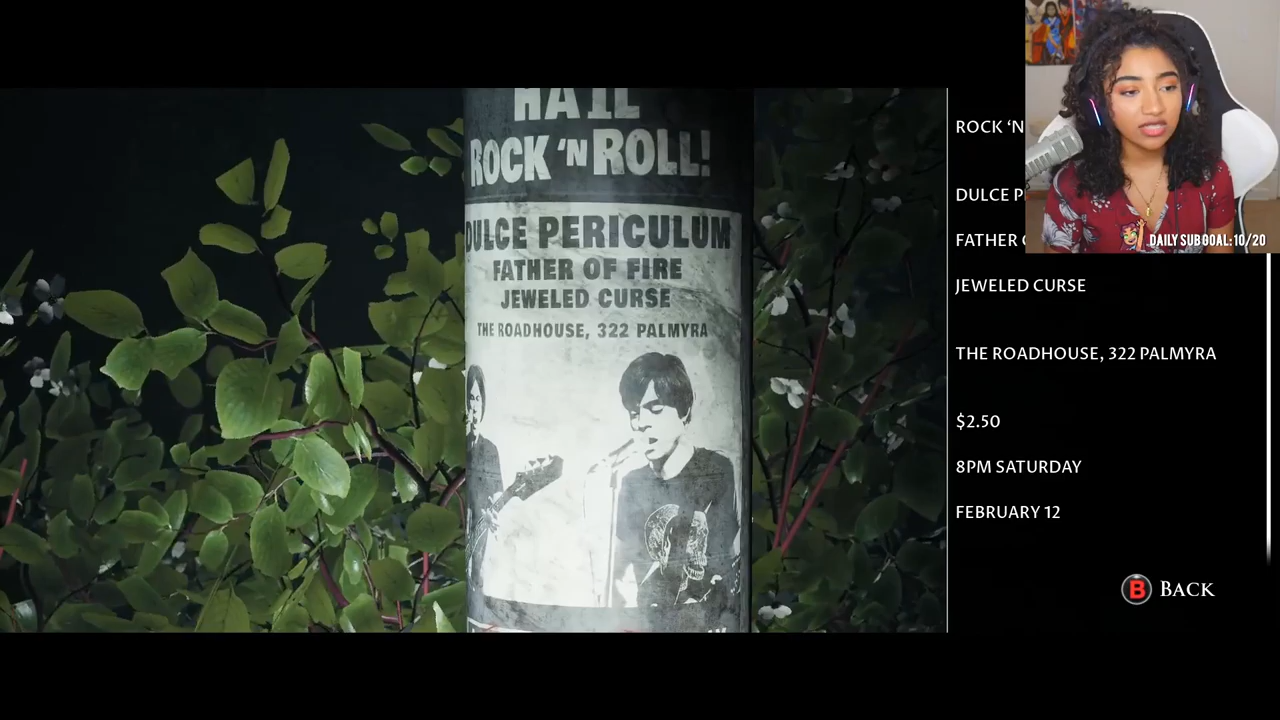 HAIL
ROCK 'N ROLL!
DULCE PERICULUM
FATHER OF FIRE
JEWELED CURSE
THE ROADHOUSE, 322 PALMYRA
ROCK 'N
DULCE
FATHER
JEWELED CURSE
THE ROADHOUSE, 322 PALMYRA
$2.50
8PM SATURDAY
FEBRUARY 12
B BACK
DAILY SUB GOAL: 10/20